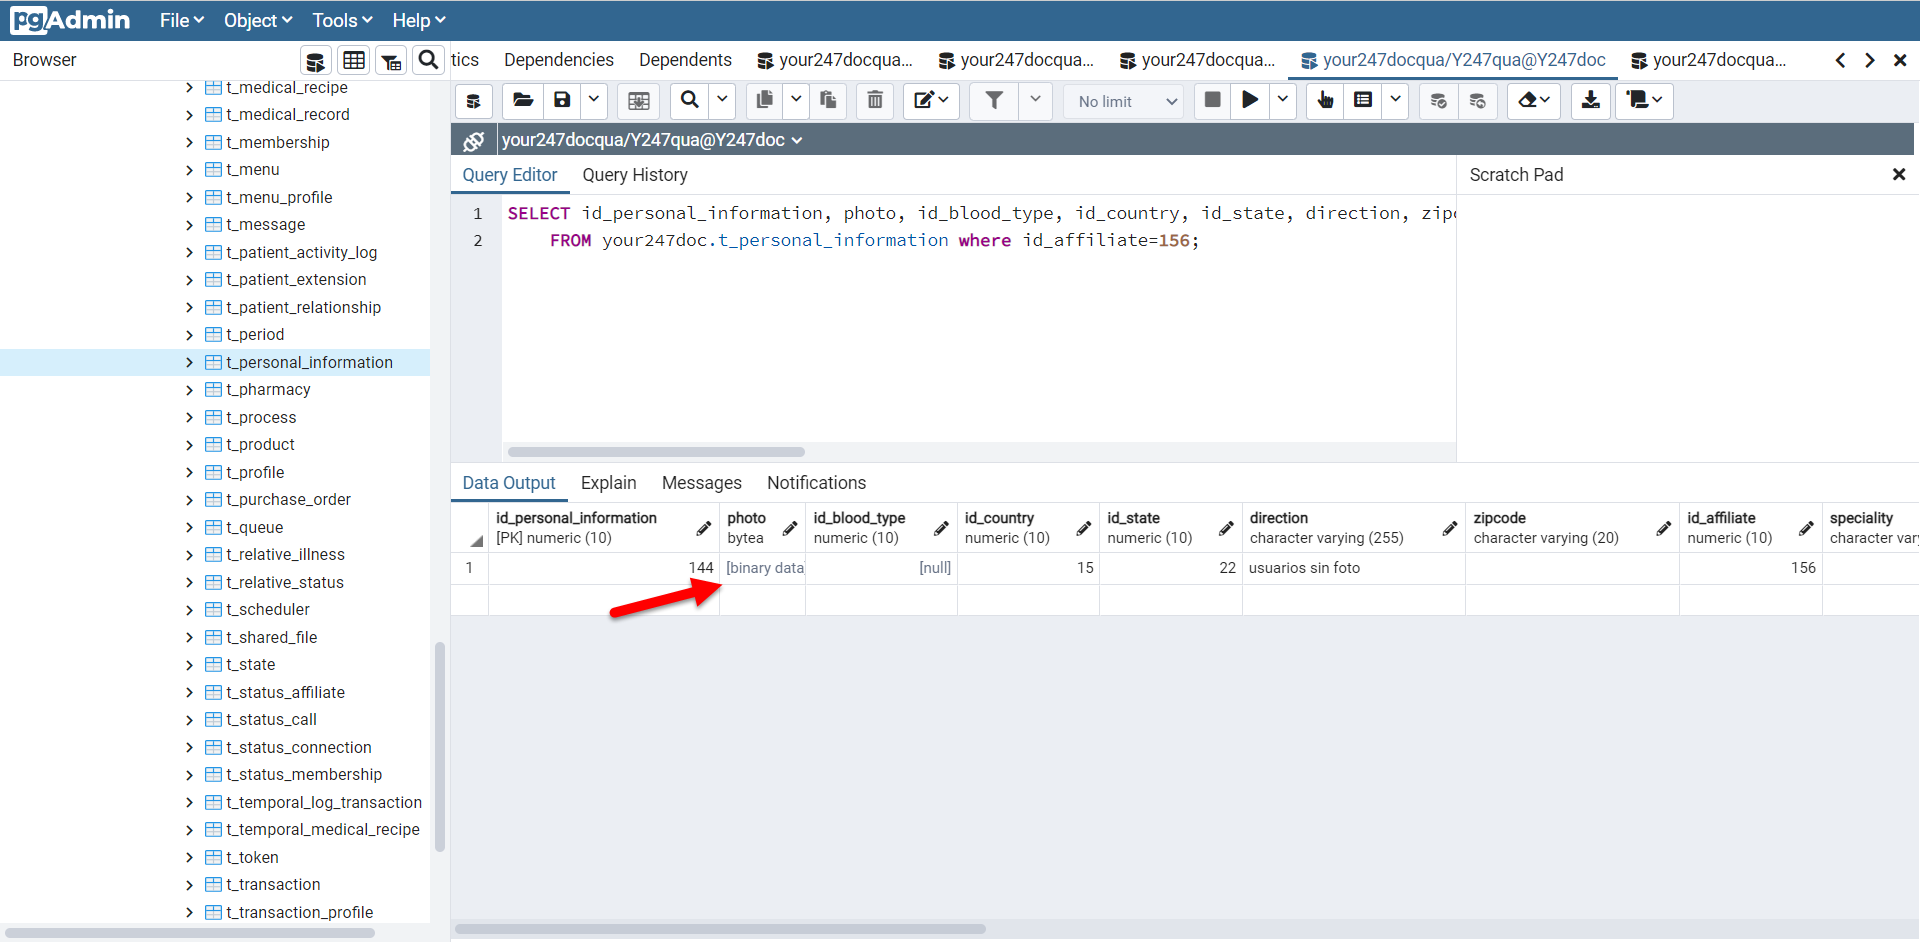 pgAdmin File Object Tools Help
Browser
tics Dependencies Dependents your247docqua... your247docqua... your247docqua... your247docqua/Y247qua@Y247doc your247docqua...
No limit
your247docqua/Y247qua@Y247doc
Query Editor Query History
Scratch Pad
1 SELECT id_personal_information, photo, id_blood_type, id_country, id_state, direction, zipc
2 FROM your247doc.t_personal_information where id_affiliate=156;
t_medical_recipe
t_medical_record
t_membership
t_menu
t_menu_profile
t_message
t_patient_activity_log
t_patient_extension
t_patient_relationship
t_period
t_personal_information
t_pharmacy
t_process
t_product
t_profile
t_purchase_order
t_queue
t_relative_illness
t_relative_status
t_scheduler
t_shared_file
t_state
t_status_affiliate
t_status_call
t_status_connection
t_status_membership
t_temporal_log_transaction
t_temporal_medical_recipe
t_token
t_transaction
t_transaction_profile
Data Output Explain Messages Notifications
id_personal_information photo id_blood_type id_country id_state direction zipcode id_affiliate speciality
[PK] numeric (10) bytea numeric (10) numeric (10) numeric (10) character varying (255) character varying (20) numeric (10) character var
1 144 [binary data] [null] 15 22 usuarios sin foto 156